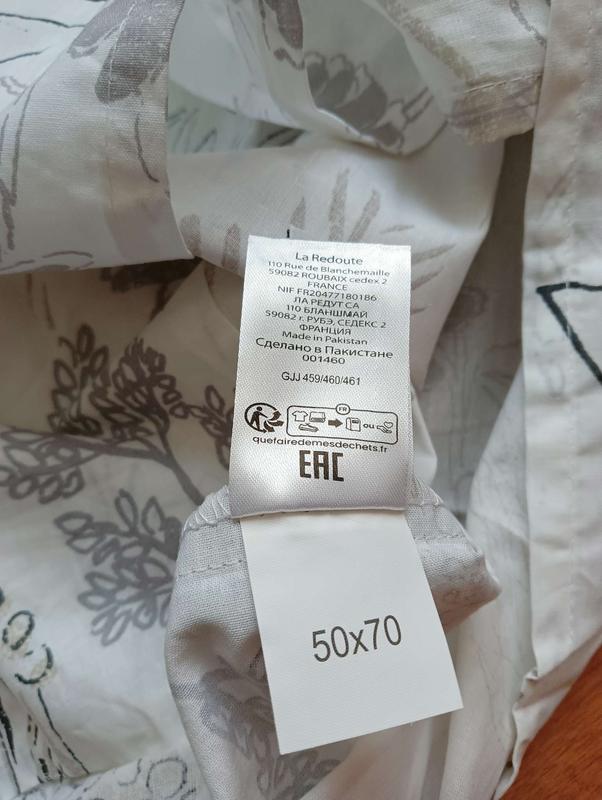 La Redoute
110 Rue de Blanchemaille
59082 ROUBAIX cedex 2
FRANCE
NIF FR20477180186
ЛА РЕДУТ СА
110 БЛАНШМАЙ
59082 г. РУБЭ, СЕДЕКС 2
ФРАНЦИЯ
Made in Pakistan
Сделано в Пакистане
001460
GJJ 459/460/461
FR
ou
quefairedemesdechets.fr
EAC
50x70